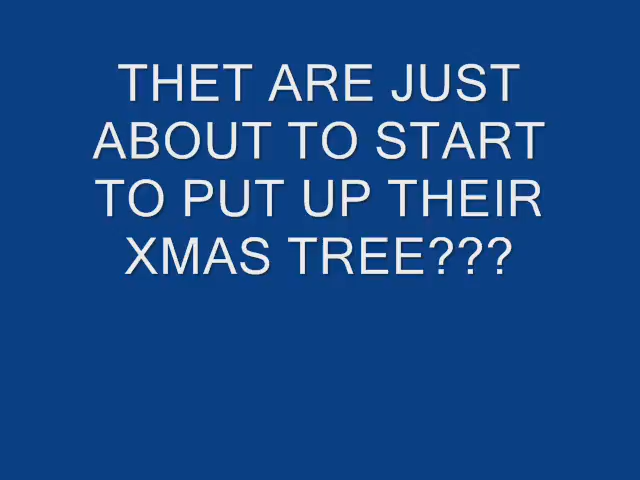 THET ARE JUST
ABOUT TO START
TO PUT UP THEIR
XMAS TREE???